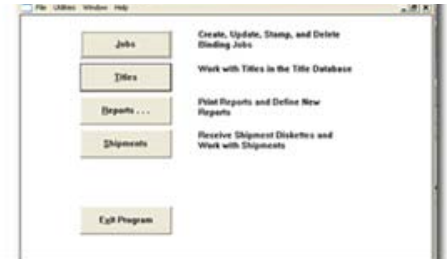 File Utilities Window Help
Jobs
Create, Update, Stamp, and Delete
Binding Jobs
Titles
Work with Titles in the Title Database
Reports . . .
Print Reports and Define New
Reports
Shipments
Receive Shipment Diskettes and
Work with Shipments
Exit Program